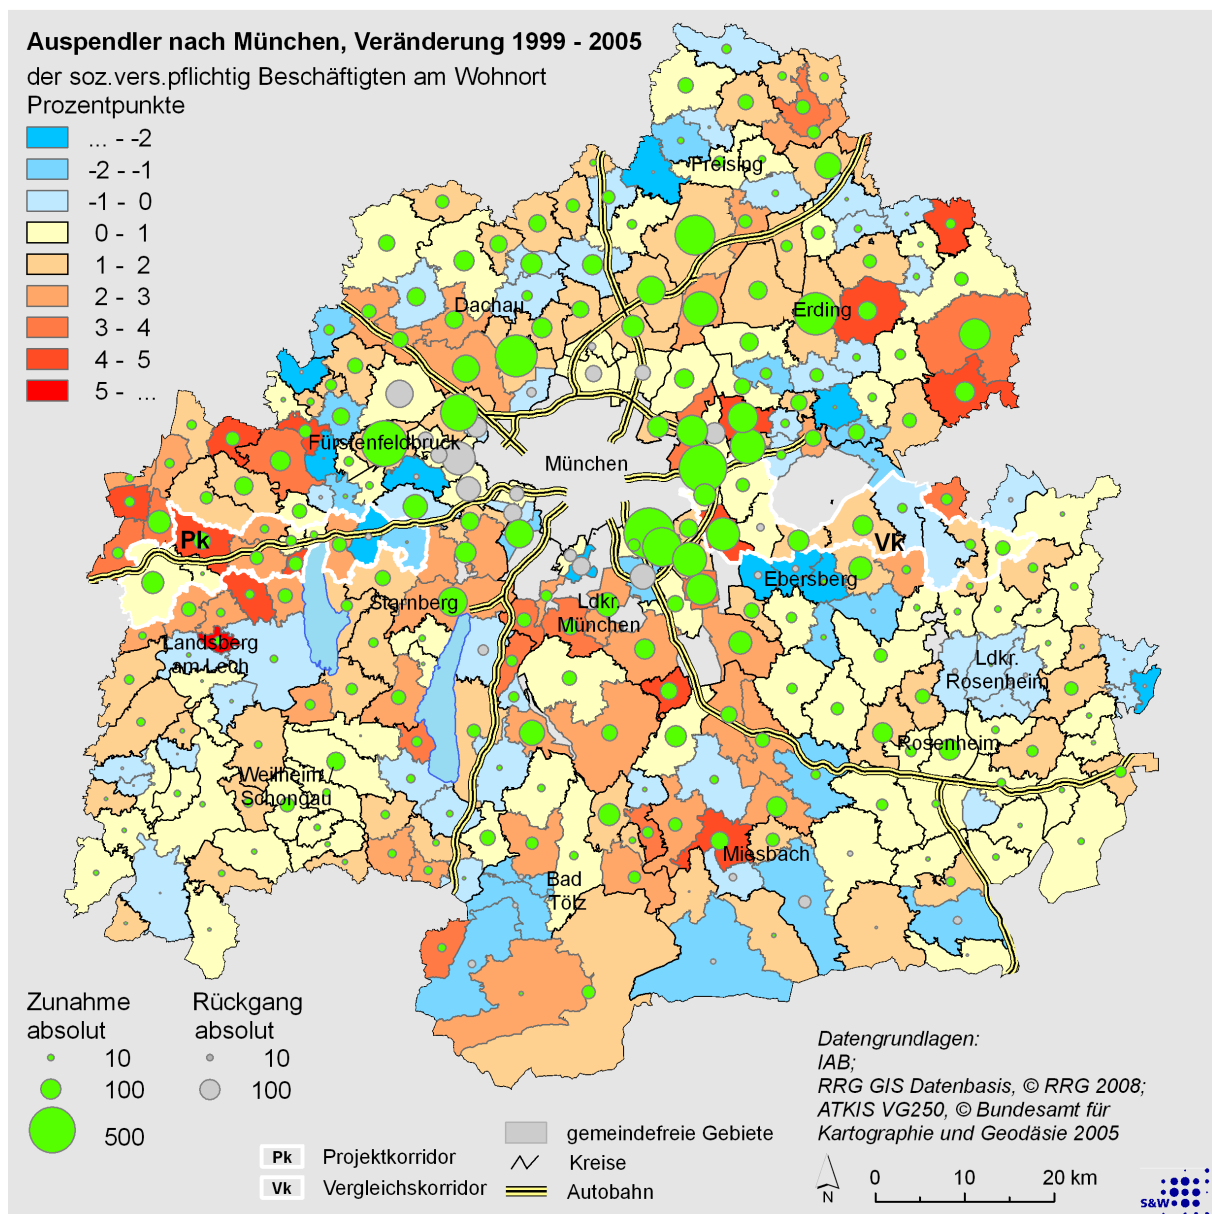 Auspendler nach München, Veränderung 1999 - 2005
der soz.vers.pflichtig Beschäftigten am Wohnort
Prozentpunkte
... - -2
-2 - -1
-1 - 0
0 - 1
1 - 2
2 - 3
3 - 4
4 - 5
5 - ...
Freising
Dachau
Erding
Fürstenfeldbruck
München
Pk
Vk
Ebersberg
Starnberg
Ldkr.
München
Landsberg
am Lech
Ldkr.
Rosenheim
Rosenheim
Weilheim /
Schongau
Miesbach
Bad
Tölz
Zunahme
absolut
10
100
500
Rückgang
absolut
10
100
Pk Projektkorridor
Vk Vergleichskorridor
gemeindefreie Gebiete
Kreise
Autobahn
Datengrundlagen:
IAB;
RRG GIS Datenbasis, © RRG 2008;
ATKIS VG250, © Bundesamt für
Kartographie und Geodäsie 2005
N
0 10 20 km
S&W